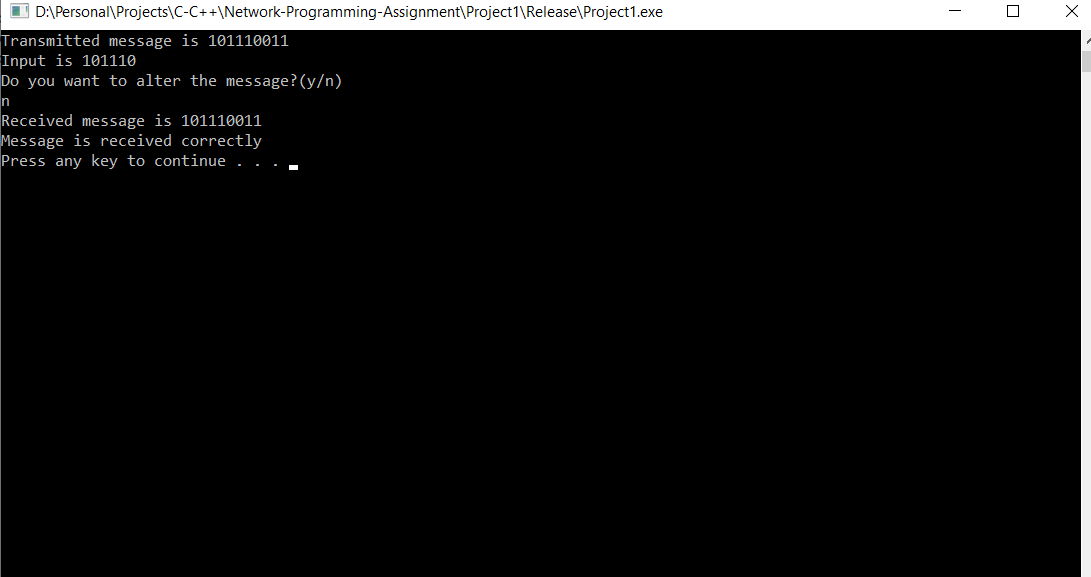 D:\Personal\Projects\C-C++\Network-Programming-Assignment\Project1\Release\Project1.exe
Transmitted message is 101110011
Input is 101110
Do you want to alter the message?(y/n)
n
Received message is 101110011
Message is received correctly
Press any key to continue . . .